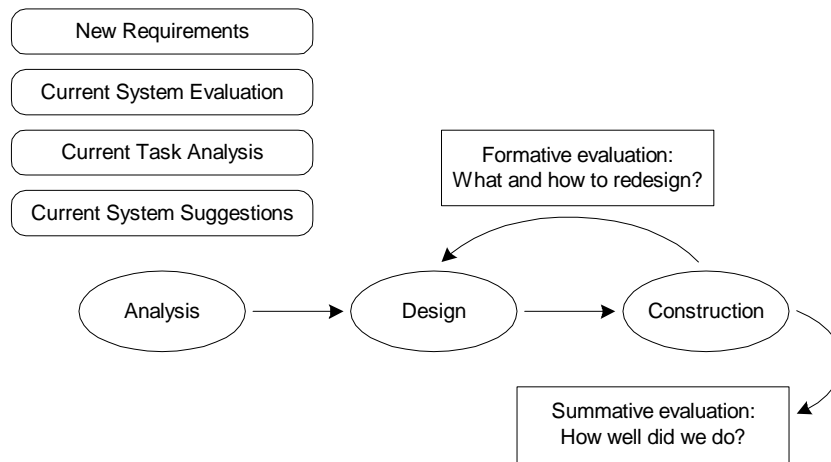 New Requirements
Current System Evaluation
Current Task Analysis
Current System Suggestions
Formative evaluation:
What and how to redesign?
Analysis
Design
Construction
Summative evaluation:
How well did we do?